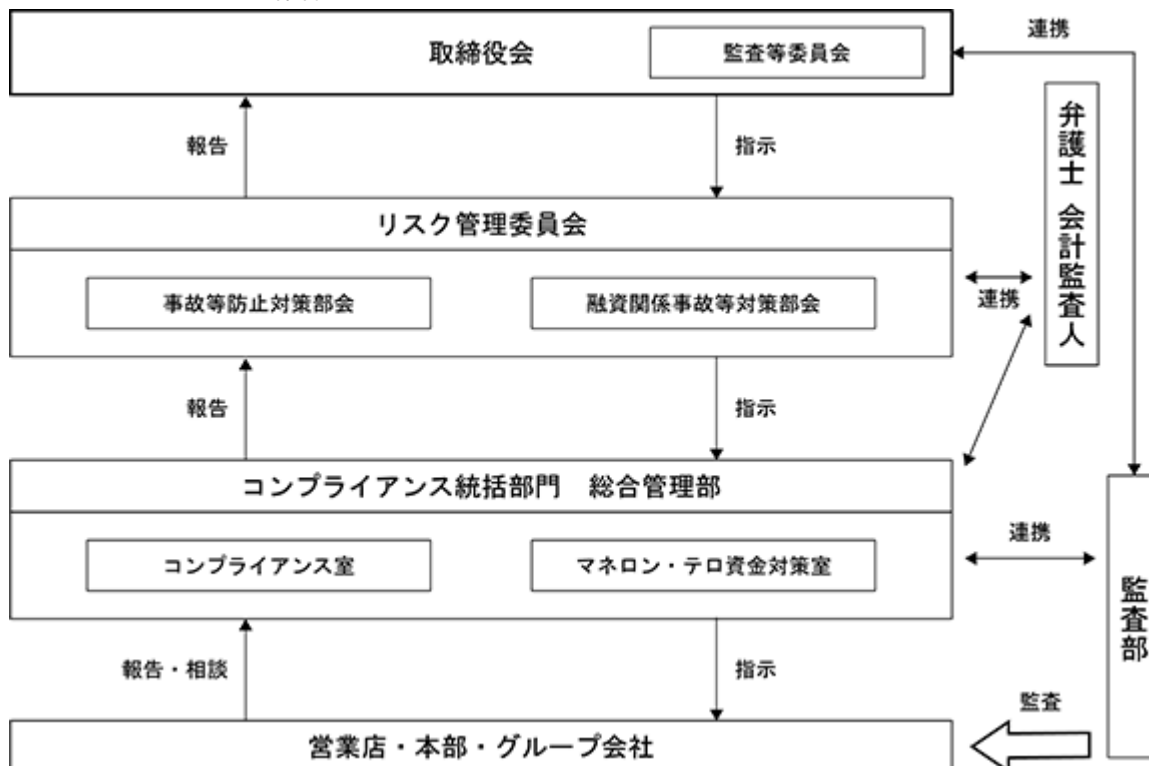 取締役会
監査等委員会
連携
弁護士 会計監査人
報告
指示
リスク管理委員会
事故等防止対策部会
融資関係事故等対策部会
連携
報告
指示
コンプライアンス統括部門　総合管理部
コンプライアンス室
マネロン・テロ資金対策室
連携
監査部
報告・相談
指示
監査
営業店・本部・グループ会社